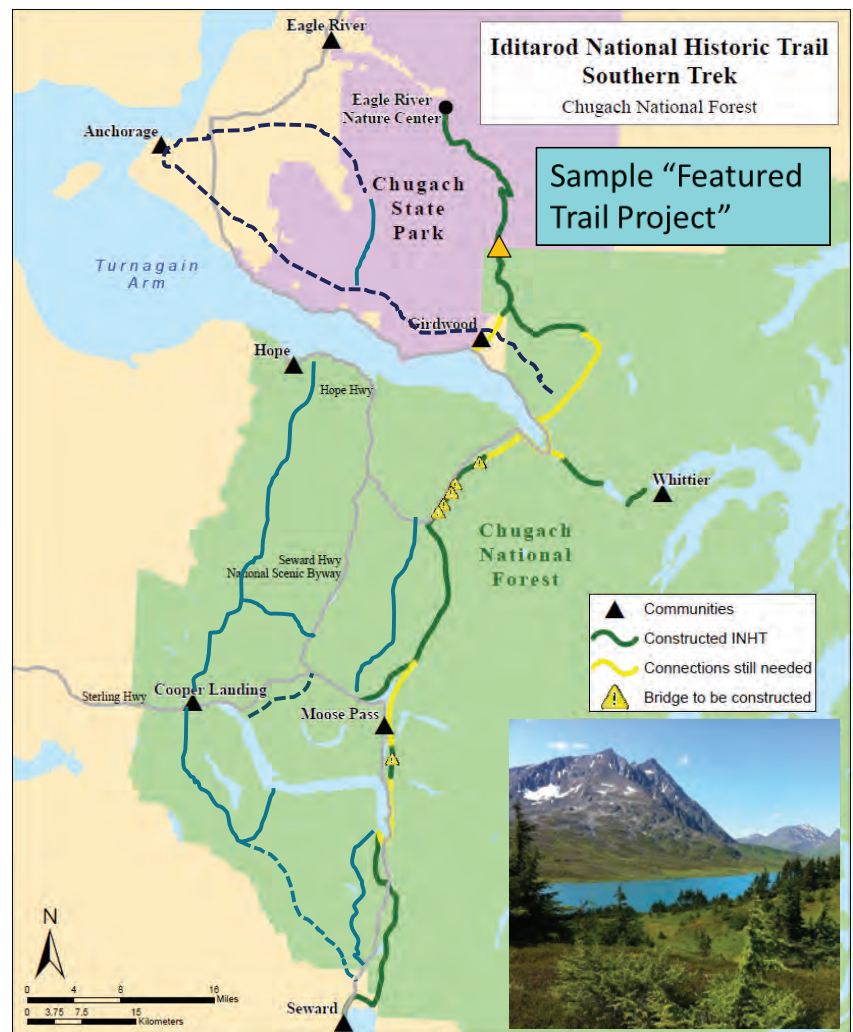 Iditarod National Historic Trail
Southern Trek
Chugach National Forest
Sample “Featured
Trail Project”
Eagle River
Eagle River
Nature Center
Anchorage
Chugach
State
Park
Turnagain
Arm
Girdwood
Hope
Hope Hwy
Whittier
Seward Hwy
National Scenic Byway
Chugach
National
Forest
Communities
Constructed INHT
Connections still needed
Bridge to be constructed
Sterling Hwy
Cooper Landing
Moose Pass
N
0 4 8 16
Miles
0 3.75 7.5 15
Kilometers
Seward